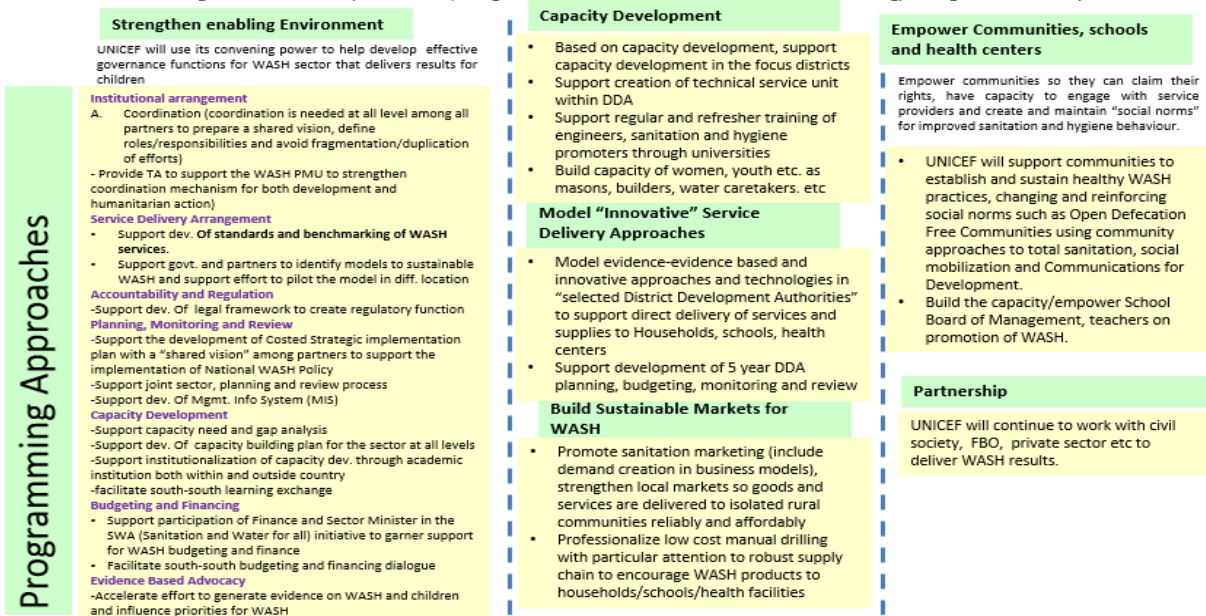 Programming Approaches
Strengthen enabling Environment
UNICEF will use its convening power to help develop effective
governance functions for WASH sector that delivers results for
children
Institutional arrangement
A. Coordination (coordination is needed at all level among all
partners to prepare a shared vision, define
roles/responsibilities and avoid fragmentation/duplication
of efforts)
- Provide TA to support the WASH PMU to strengthen
coordination mechanism for both development and
humanitarian action)
Service Delivery Arrangement
• Support dev. Of standards and benchmarking of WASH
services.
• Support govt. and partners to identify models to sustainable
WASH and support effort to pilot the model in diff. location
Accountability and Regulation
-Support dev. Of legal framework to create regulatory function
Planning, Monitoring and Review
-Support the development of Costed Strategic implementation
plan with a “shared vision” among partners to support the
implementation of National WASH Policy
-Support joint sector, planning and review process
-Support dev. Of Mgmt. Info System (MIS)
Capacity Development
-Support capacity need and gap analysis
-Support dev. Of capacity building plan for the sector at all levels
-Support institutionalization of capacity dev. through academic
institution both within and outside country
-facilitate south-south learning exchange
Budgeting and Financing
• Support participation of Finance and Sector Minister in the
SWA (Sanitation and Water for all) initiative to garner support
for WASH budgeting and finance
• Facilitate south-south budgeting and financing dialogue
Evidence Based Advocacy
-Accelerate effort to generate evidence on WASH and children
and influence priorities for WASH
Capacity Development
• Based on capacity development, support
capacity development in the focus districts
• Support creation of technical service unit
within DDA
• Support regular and refresher training of
engineers, sanitation and hygiene
promoters through universities
• Build capacity of women, youth etc. as
masons, builders, water caretakers. etc
Model “Innovative” Service
Delivery Approaches
• Model evidence-evidence based and
innovative approaches and technologies in
“selected District Development Authorities”
to support direct delivery of services and
supplies to Households, schools, health
centers
• Support development of 5 year DDA
planning, budgeting, monitoring and review
Build Sustainable Markets for
WASH
• Promote sanitation marketing (include
demand creation in business models),
strengthen local markets so goods and
services are delivered to isolated rural
communities reliably and affordably
• Professionalize low cost manual drilling
with particular attention to robust supply
chain to encourage WASH products to
households/schools/health facilities
Empower Communities, schools
and health centers
Empower communities so they can claim their
rights, have capacity to engage with service
providers and create and maintain “social norms”
for improved sanitation and hygiene behaviour.
• UNICEF will support communities to
establish and sustain healthy WASH
practices, changing and reinforcing
social norms such as Open Defecation
Free Communities using community
approaches to total sanitation, social
mobilization and Communications for
Development.
• Build the capacity/empower School
Board of Management, teachers on
promotion of WASH.
Partnership
UNICEF will continue to work with civil
society, FBO, private sector etc to
deliver WASH results.